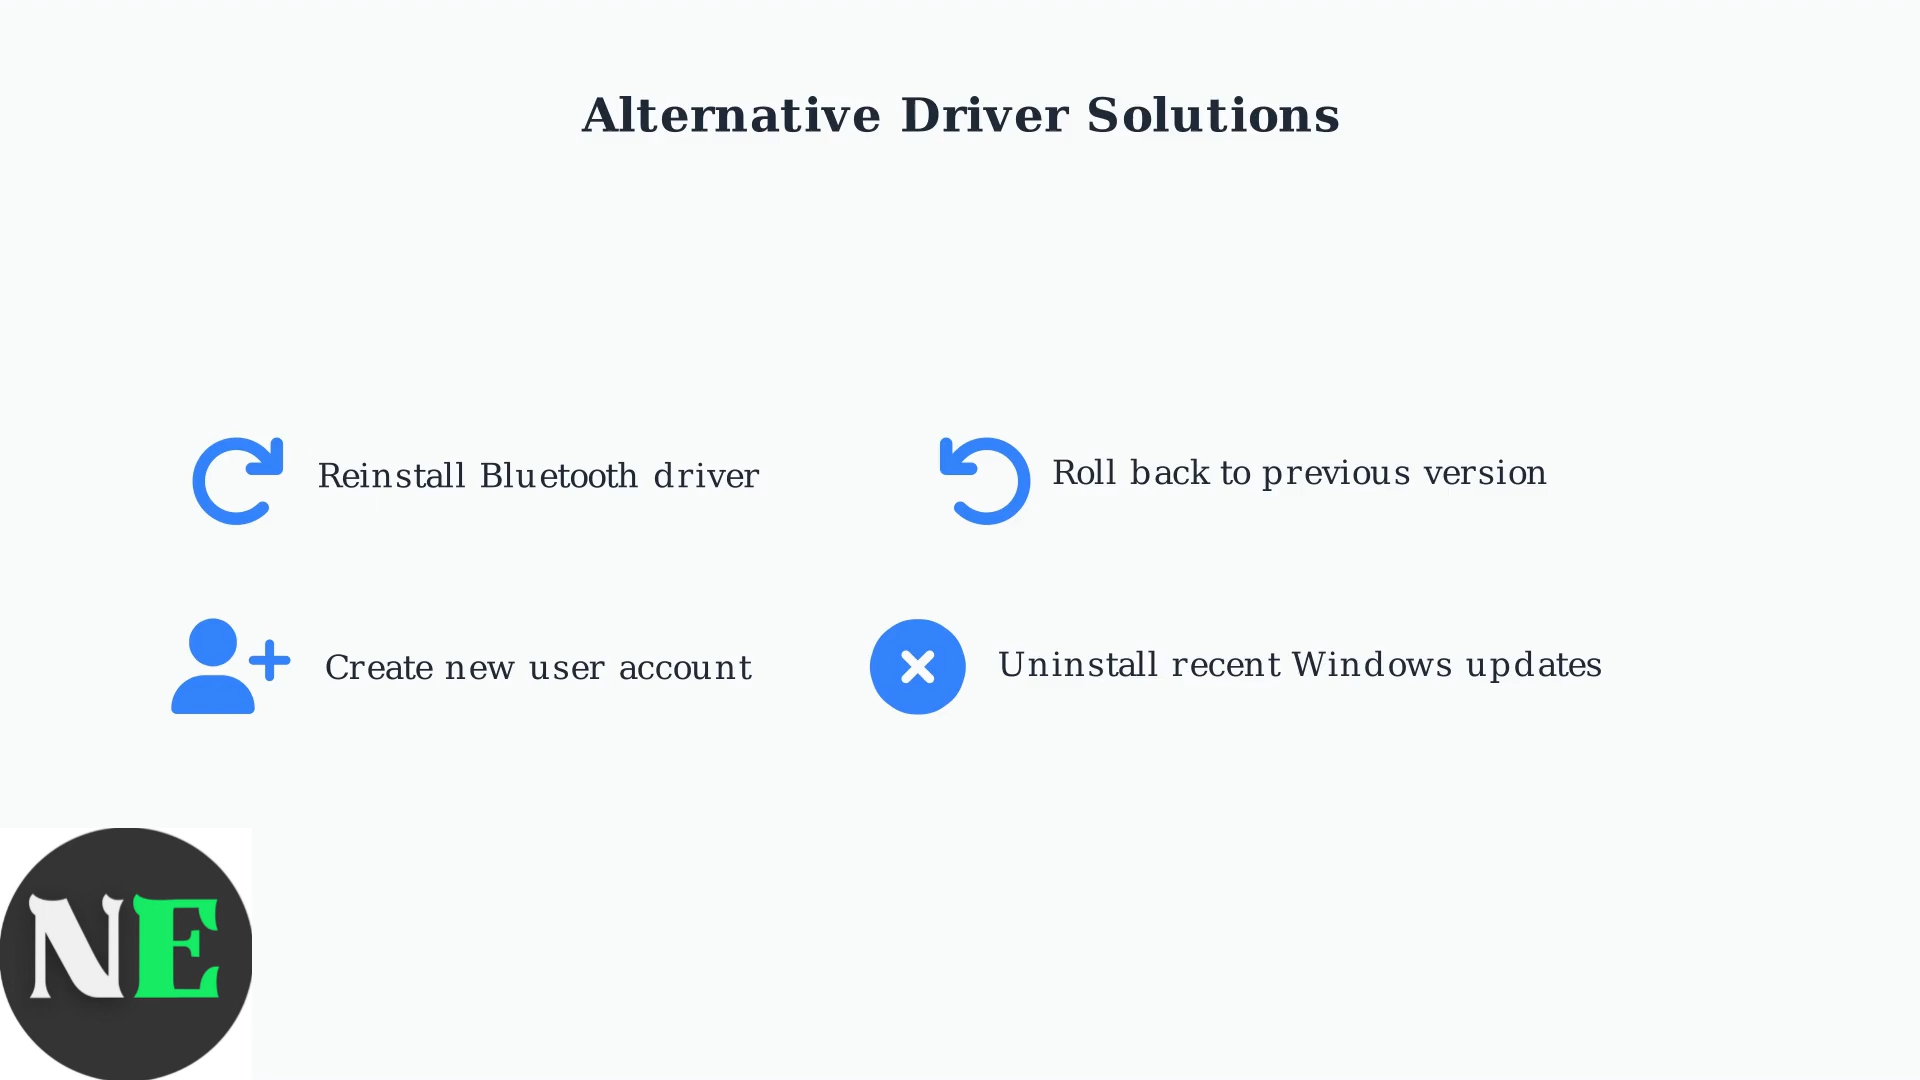 Alternative Driver Solutions
Reinstall Bluetooth driver
Roll back to previous version
Create new user account
Uninstall recent Windows updates
NE